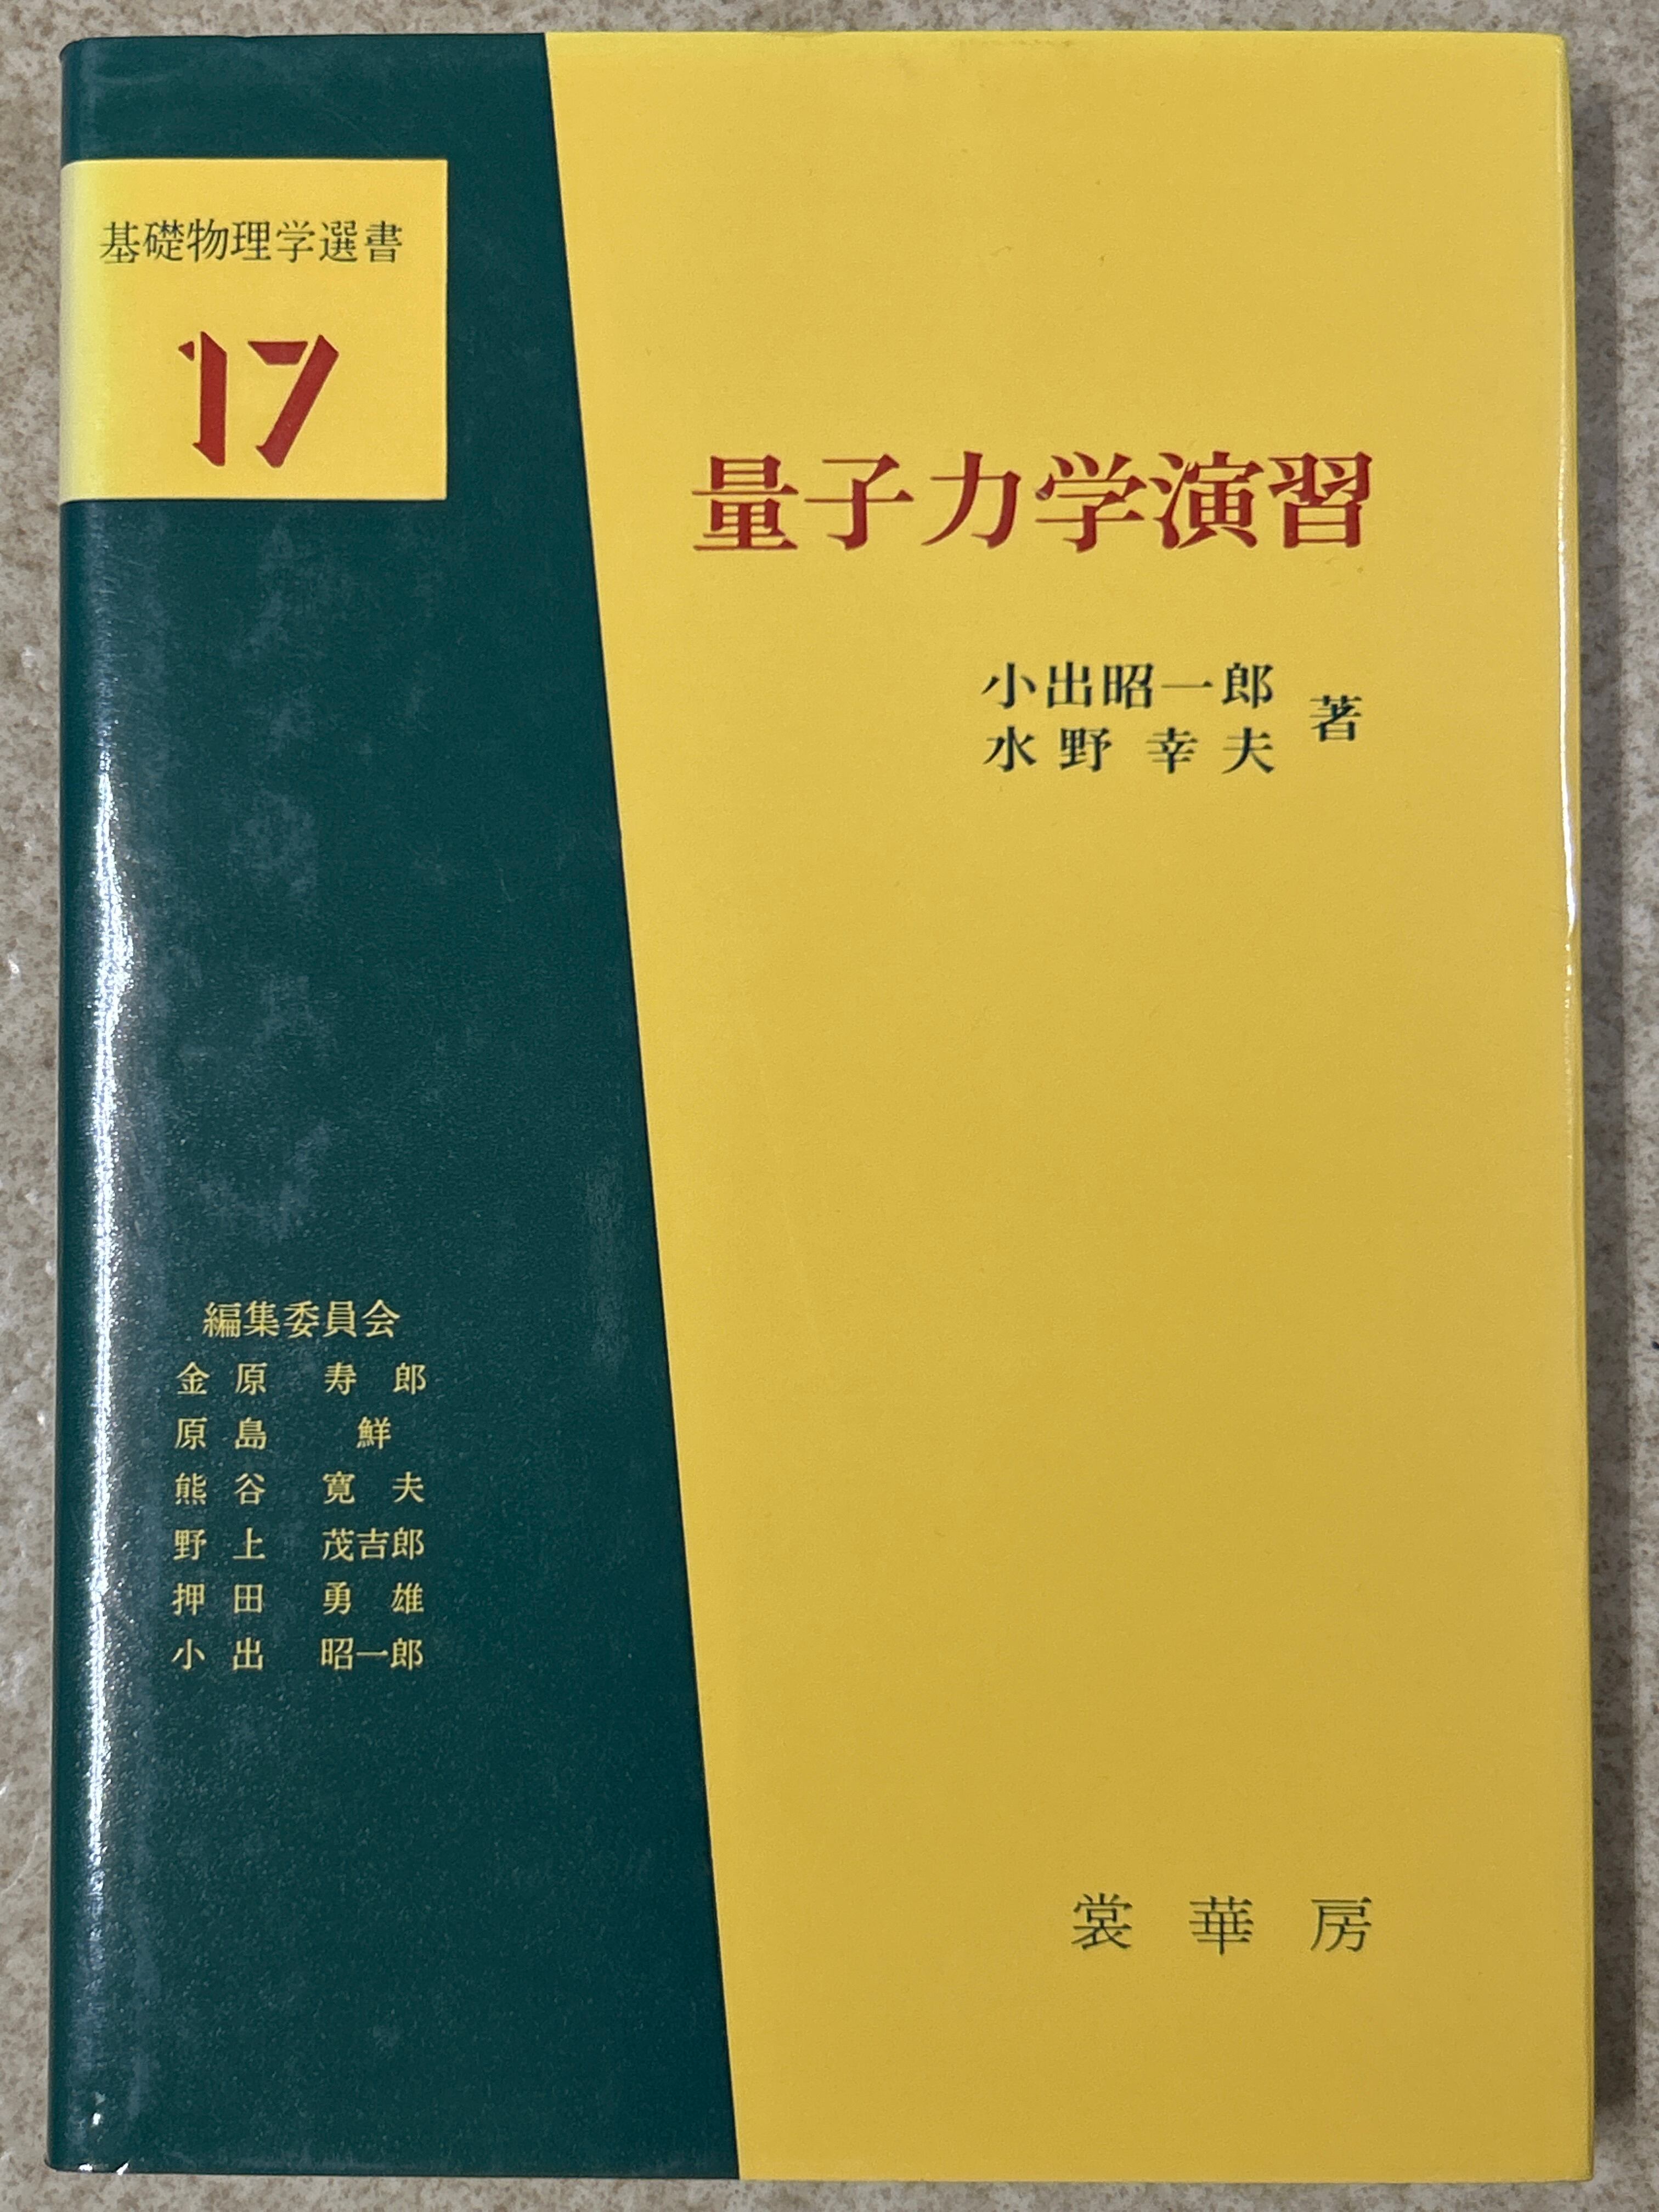 基礎物理学選書
17
量子力学演習
小出昭一郎
水野幸夫
著
編集委員会
金原 寿郎
原島 鮮
熊谷 寛夫
野上 茂吉郎
押田 勇雄
小出 昭一郎
裳華房